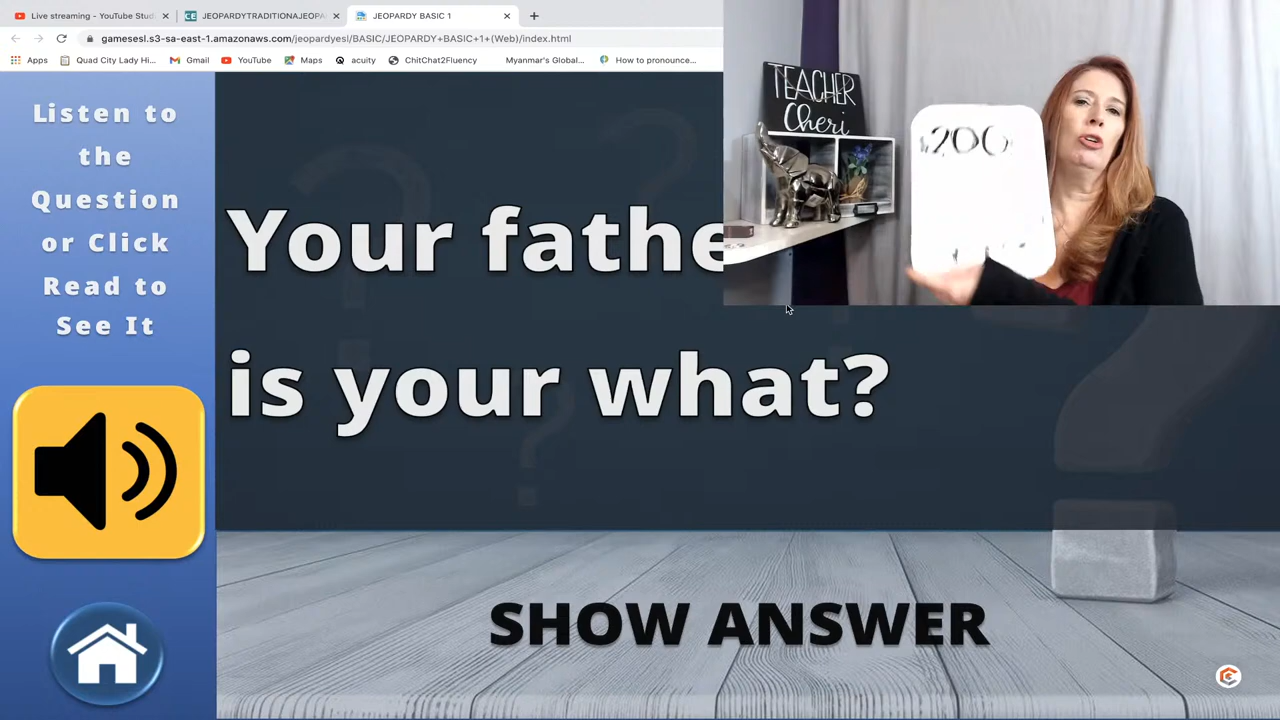 Live streaming - YouTube Stud
JEOPARDYTRADITIONAJEOPA
JEOPARDY BASIC 1
gamesesl.s3-sa-east-1.amazonaws.com/jeopardyesl/BASIC/JEOPARDY+BASIC+1+(Web)/index.html
Apps
Quad City Lady Hi...
Gmail
YouTube
Maps
acuity
ChitChat2Fluency
Myanmar's Global...
How to pronounce...
Listen to
the
Question
or Click
Read to
See It
TEACHER
Cheri
$200
Your fathe
is your what?
SHOW ANSWER